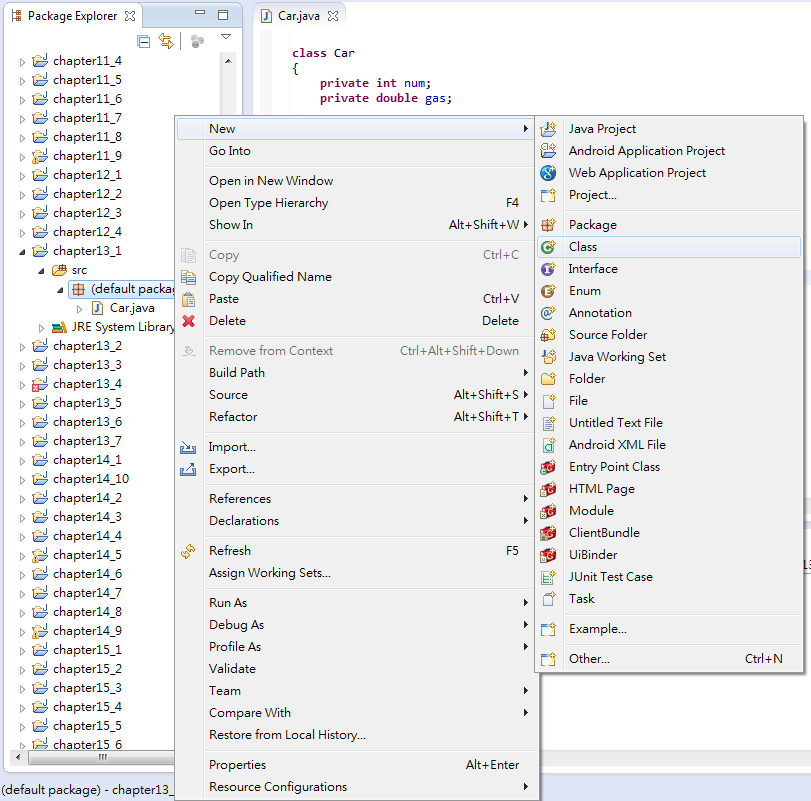 Package Explorer
Car.java
chapter11_4
chapter11_5
chapter11_6
chapter11_7
chapter11_8
chapter11_9
chapter12_1
chapter12_2
chapter12_3
chapter12_4
chapter13_1
src
(default packag
Car.java
JRE System Library
chapter13_2
chapter13_3
chapter13_4
chapter13_5
chapter13_6
chapter13_7
chapter14_1
chapter14_10
chapter14_2
chapter14_3
chapter14_4
chapter14_5
chapter14_6
chapter14_7
chapter14_8
chapter14_9
chapter15_1
chapter15_2
chapter15_3
chapter15_4
chapter15_5
chapter15_6
(default package) - chapter13_
class Car
{
private int num;
private double gas;
New
Go Into
Open in New Window
Open Type Hierarchy F4
Show In Alt+Shift+W
Copy Ctrl+C
Copy Qualified Name
Paste Ctrl+V
Delete Delete
Remove from Context Ctrl+Alt+Shift+Down
Build Path
Source Alt+Shift+S
Refactor Alt+Shift+T
Import...
Export...
References
Declarations
Refresh F5
Assign Working Sets...
Run As
Debug As
Profile As
Validate
Team
Compare With
Restore from Local History...
Properties Alt+Enter
Resource Configurations
Java Project
Android Application Project
Web Application Project
Project...
Package
Class
Interface
Enum
Annotation
Source Folder
Java Working Set
Folder
File
Untitled Text File
Android XML File
Entry Point Class
HTML Page
Module
ClientBundle
UiBinder
JUnit Test Case
Task
Example...
Other... Ctrl+N